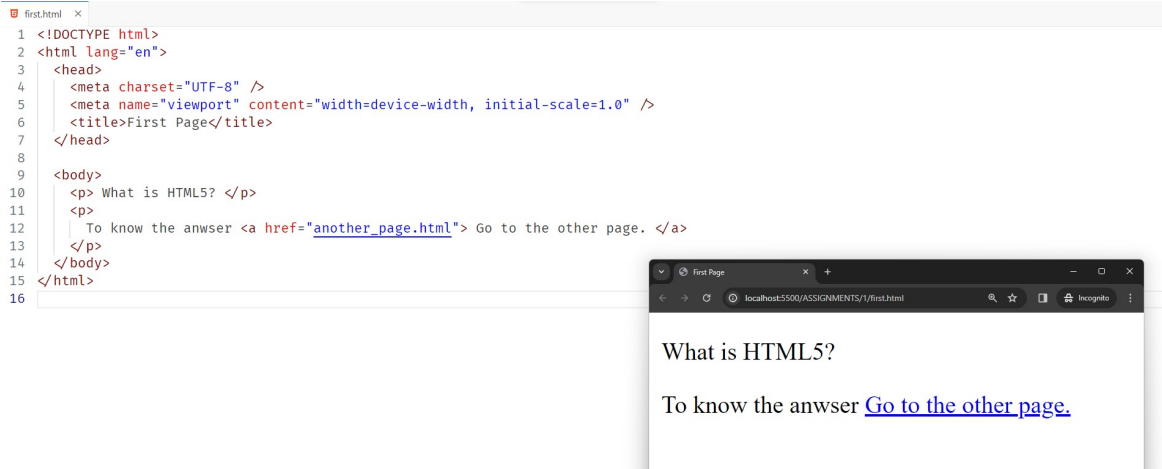 first.html
1 <!DOCTYPE html>
2 <html lang="en">
3 <head>
4 <meta charset="UTF-8" />
5 <meta name="viewport" content="width=device-width, initial-scale=1.0" />
6 <title>First Page</title>
7 </head>
8
9 <body>
10 <p> What is HTML5? </p>
11 <p>
12 To know the anwser <a href="another_page.html"> Go to the other page. </a>
13 </p>
14 </body>
15 </html>
16
First Page
localhost:5500/ASSIGNMENTS/1/first.html Incognito
What is HTML5?
To know the anwser Go to the other page.